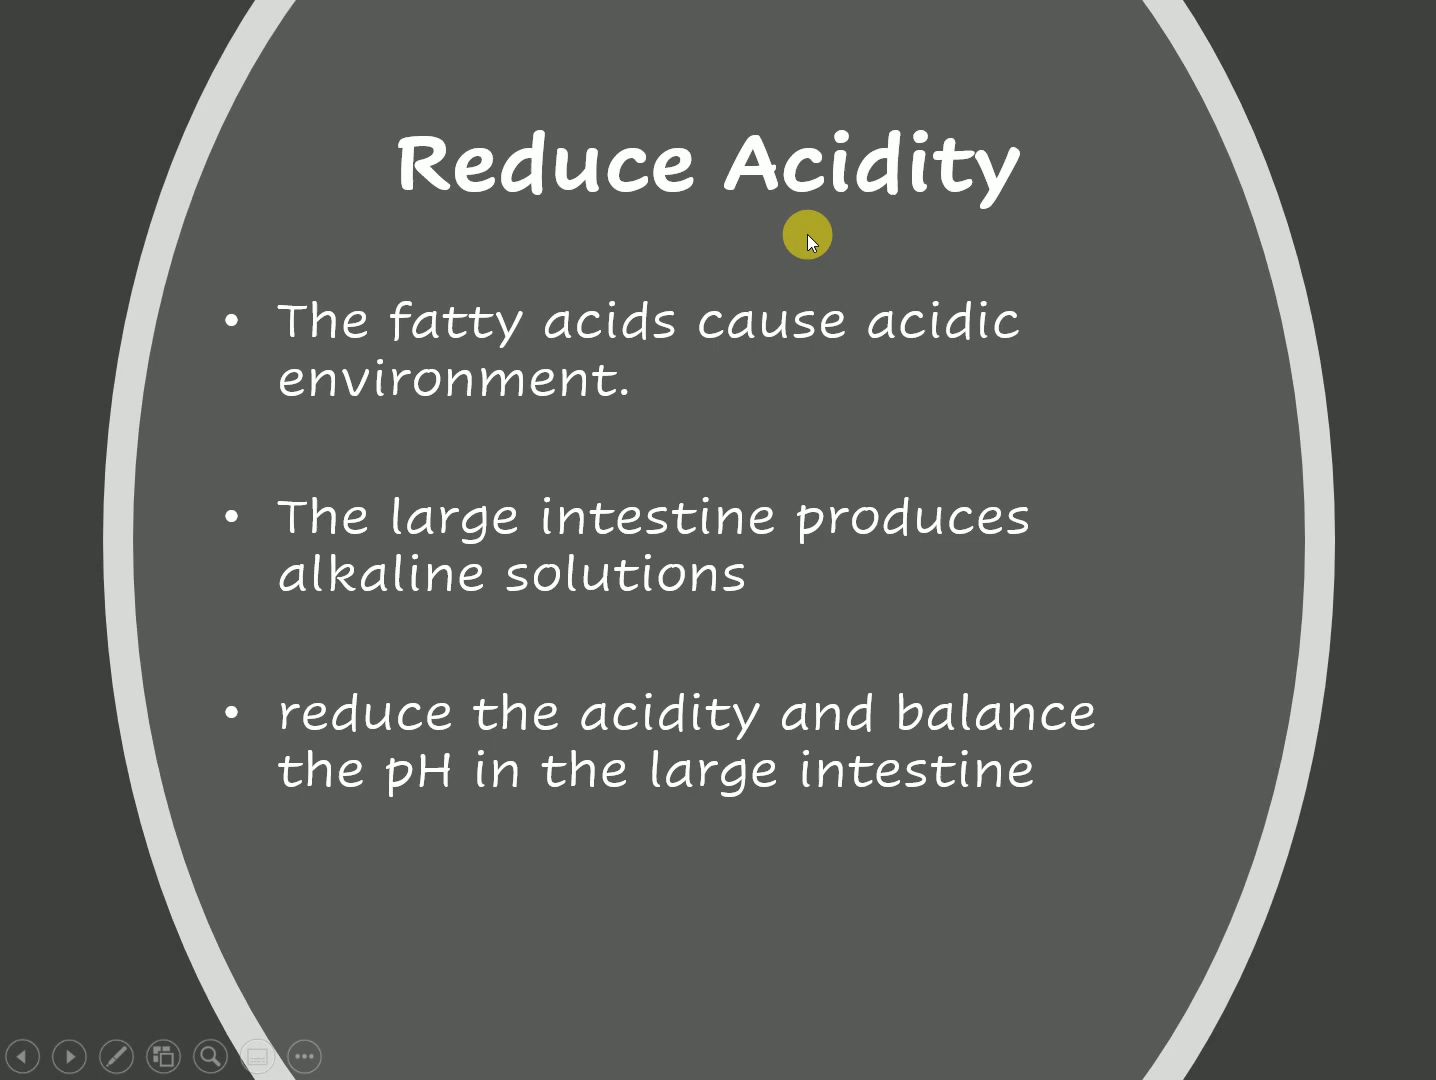 Reduce Acidity
• The fatty acids cause acidic
environment.
• The large intestine produces
alkaline solutions
• reduce the acidity and balance
the pH in the large intestine